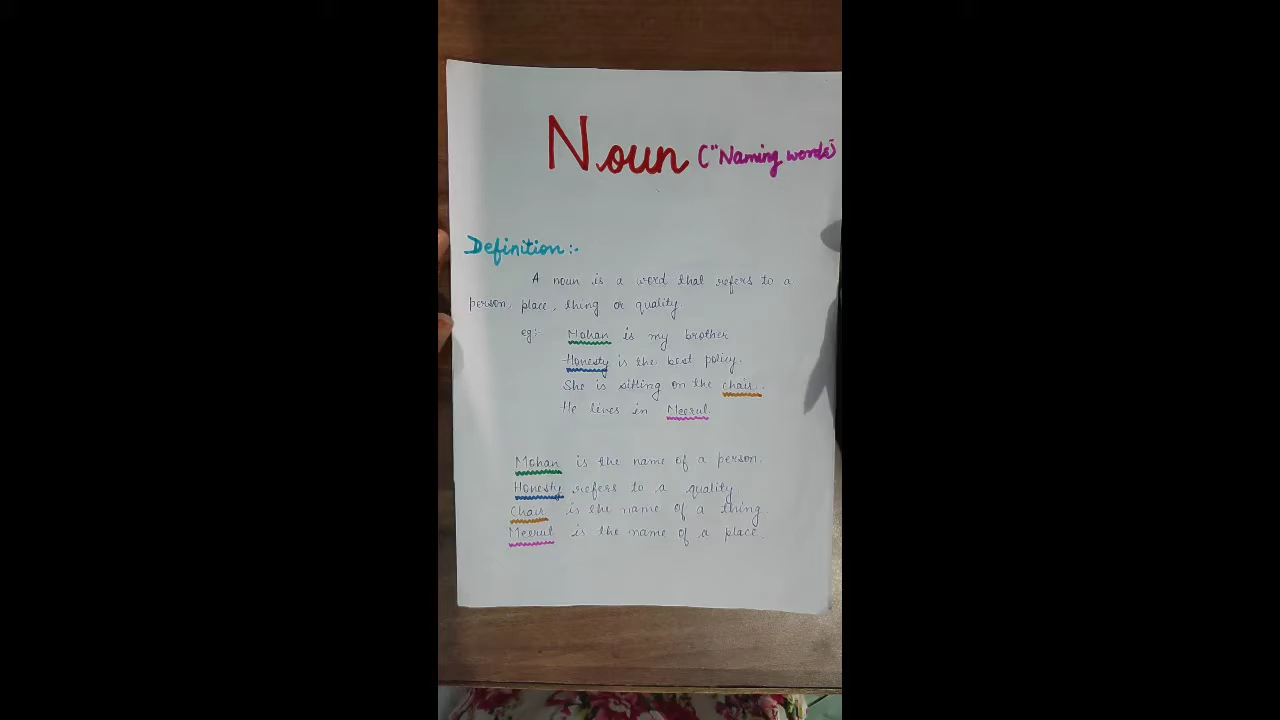 Noun ("Naming words")
Definition:-
A noun is a word that refers to a
person, place, thing or quality.
eg:- Mohan is my brother
Honesty is the best policy.
She is sitting on the chair.
He lives in Meerut.
Mohan is the name of a person.
Honesty refers to a quality
Chair is the name of a thing.
Meerut is the name of a place.